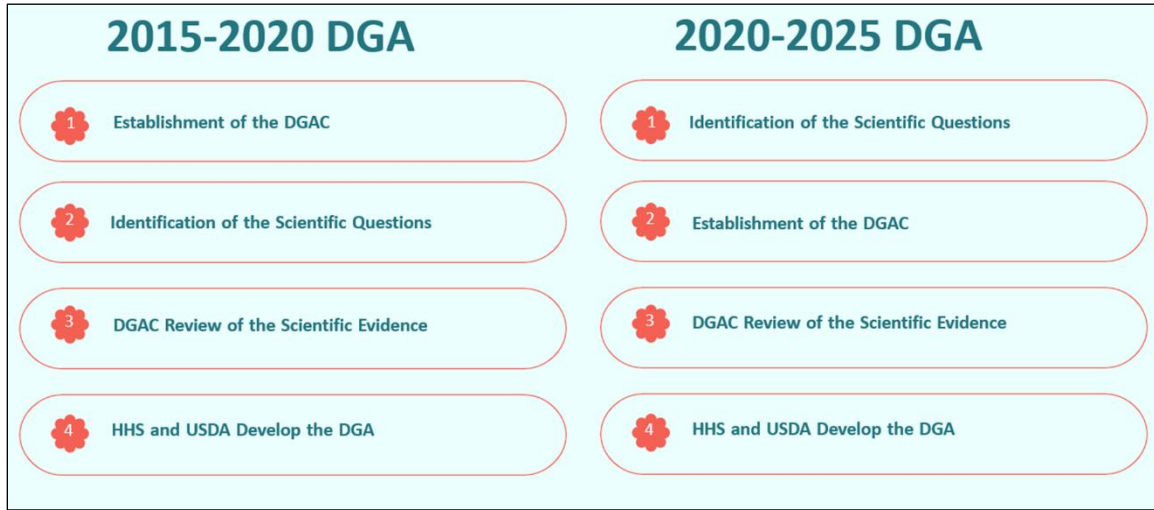 2015-2020 DGA
1
Establishment of the DGAC
2
Identification of the Scientific Questions
3
DGAC Review of the Scientific Evidence
4
HHS and USDA Develop the DGA
2020-2025 DGA
1
Identification of the Scientific Questions
2
Establishment of the DGAC
3
DGAC Review of the Scientific Evidence
4
HHS and USDA Develop the DGA